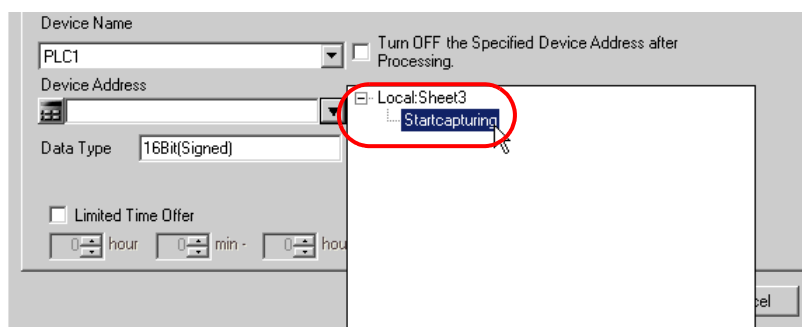 Device Name
PLC1
Turn OFF the Specified Device Address after
Processing.
Device Address
Local:Sheet3
Startcapturing
Data Type 16Bit(Signed)
Limited Time Offer
0 hour 0 min - 0 hou
cel